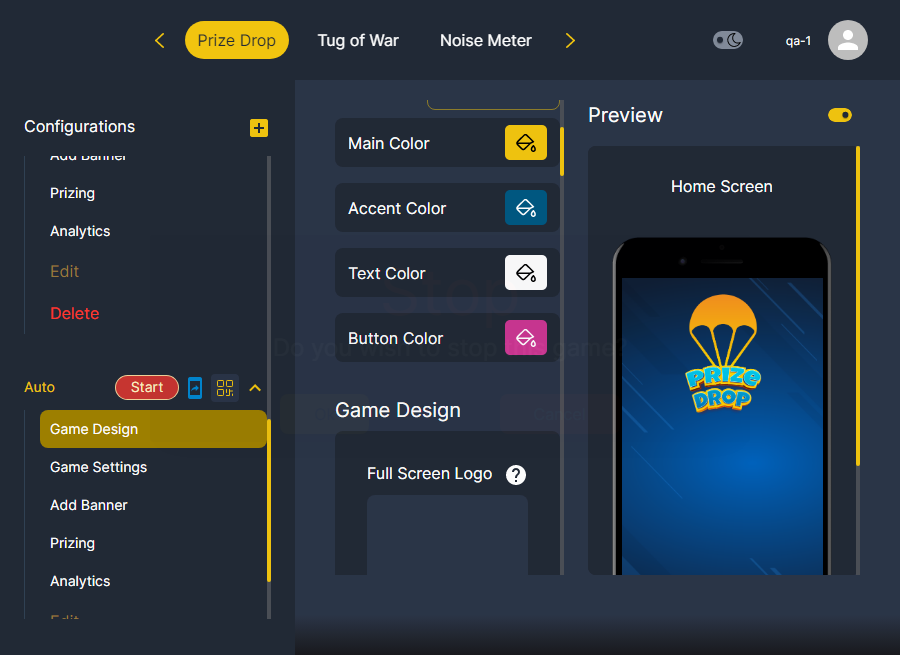 Prize Drop
Tug of War
Noise Meter
qa-1
Configurations
Add Banner
Prizing
Analytics
Edit
Delete
Auto
Start
Game Design
Game Settings
Add Banner
Prizing
Analytics
Edit
Main Color
Accent Color
Text Color
Button Color
Stop
Do you wish to stop the game?
Game Design
Full Screen Logo ?
Preview
Home Screen
PRIZE
DROP